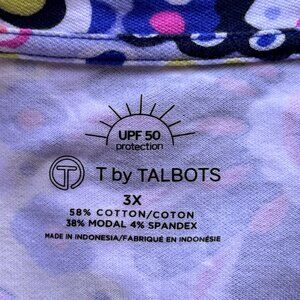 UPF 50
protection
T T by TALBOTS
3X
58% COTTON/COTON
38% MODAL 4% SPANDEX
MADE IN INDONESIA/FABRIQUÉ EN INDONÉSIE